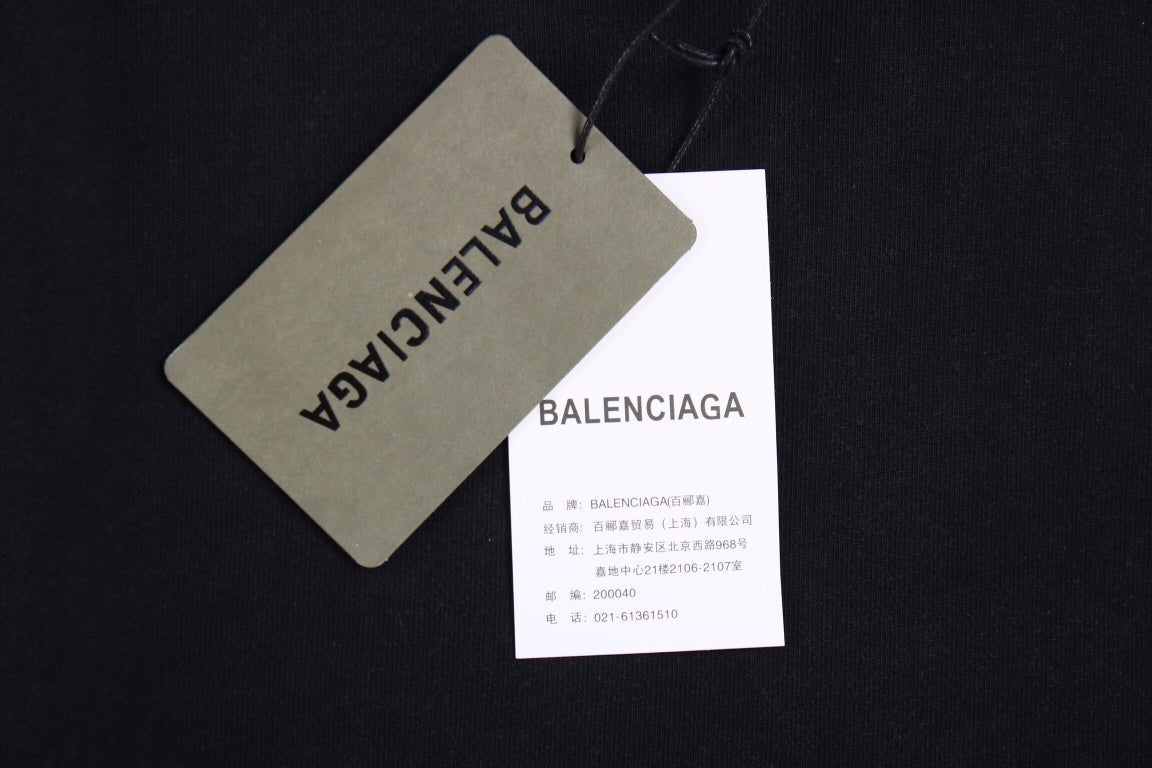 BALENCIAGA
BALENCIAGA
品 牌：BALENCIAGA(百郦嘉)
经销商：百郦嘉贸易（上海）有限公司
地 址：上海市静安区北京西路968号
嘉地中心21楼2106-2107室
邮 编：200040
电 话：021-61361510